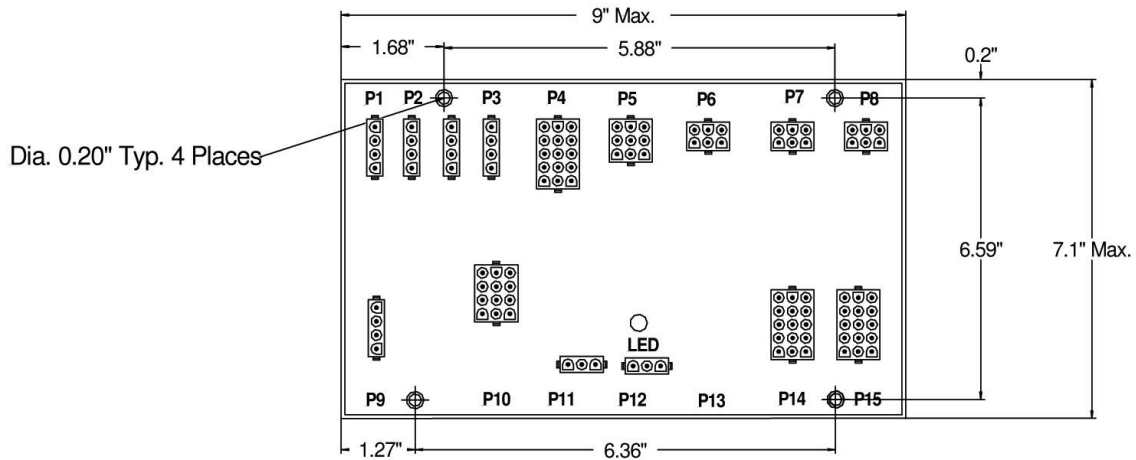 9" Max.
1.68"
5.88"
0.2"
P1 P2 P3 P4 P5 P6 P7 P8
Dia. 0.20" Typ. 4 Places
6.59"
7.1" Max.
LED
P9 P10 P11 P12 P13 P14 P15
1.27"
6.36"